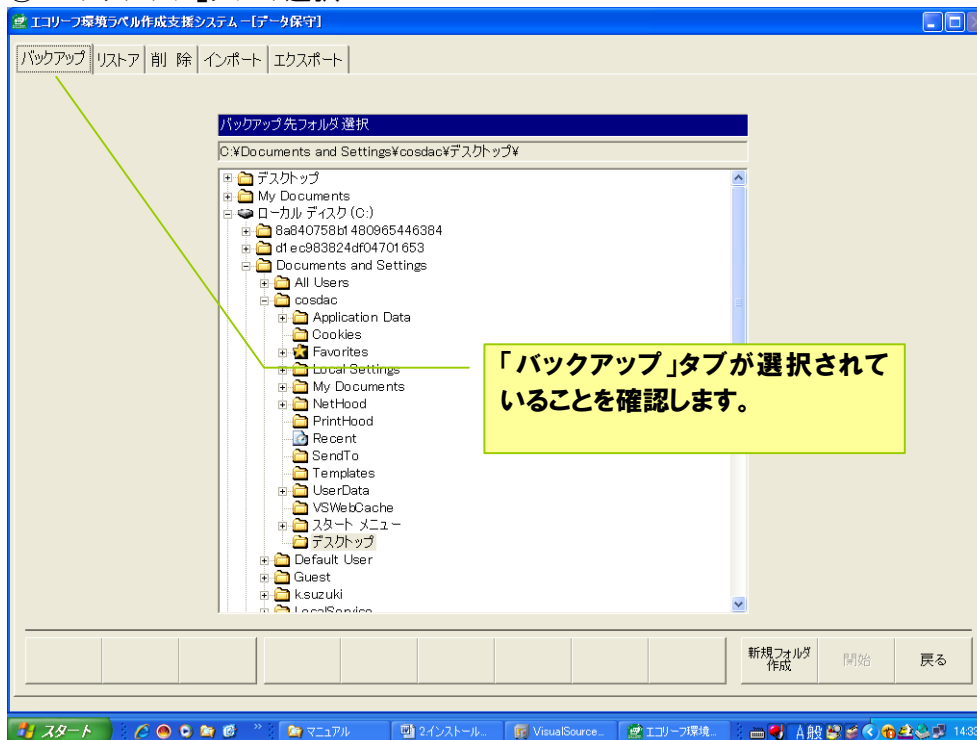 エコリーフ環境ラベル作成支援システム －[データ保守]
バックアップ リストア 削 除 インポート エクスポート
バックアップ先フォルダ選択
C:¥Documents and Settings¥cosdac¥デスクトップ¥
デスクトップ
My Documents
ローカル ディスク (C:)
8a840758b1480965446384
d1ec983824df04701653
Documents and Settings
All Users
cosdac
Application Data
Cookies
Favorites
Local Settings
My Documents
NetHood
PrintHood
Recent
SendTo
Templates
UserData
VSWebCache
スタート メニュー
デスクトップ
Default User
Guest
k.suzuki
LocalService
「バックアップ」タブが選択されて
いることを確認します。
新規フォルダ
作成
開始
戻る
スタート
マニュアル
2.インストール...
VisualSource...
エコリーフ環境...
A 般